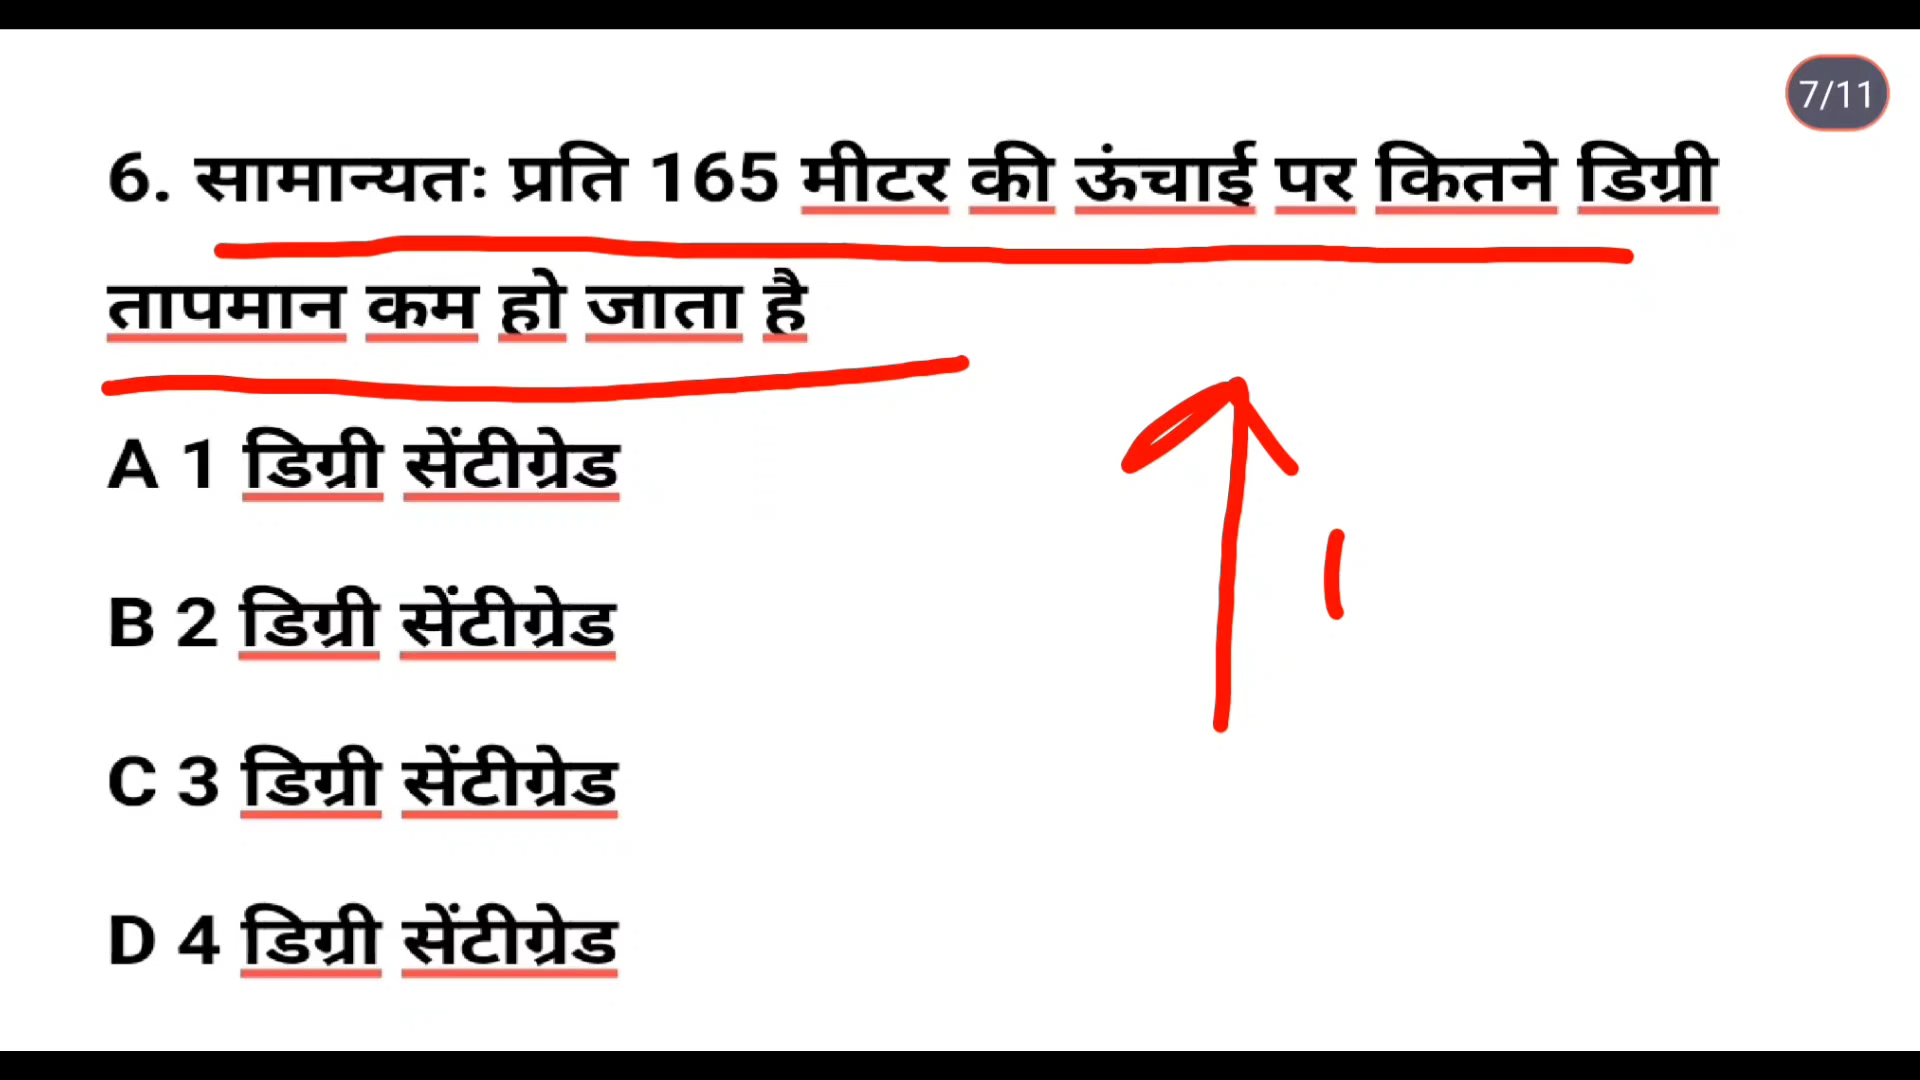 7/11
6. सामान्यतः प्रति 165 मीटर की ऊंचाई पर कितने डिग्री
तापमान कम हो जाता है
A 1 डिग्री सेंटीग्रेड
B 2 डिग्री सेंटीग्रेड
C 3 डिग्री सेंटीग्रेड
D 4 डिग्री सेंटीग्रेड